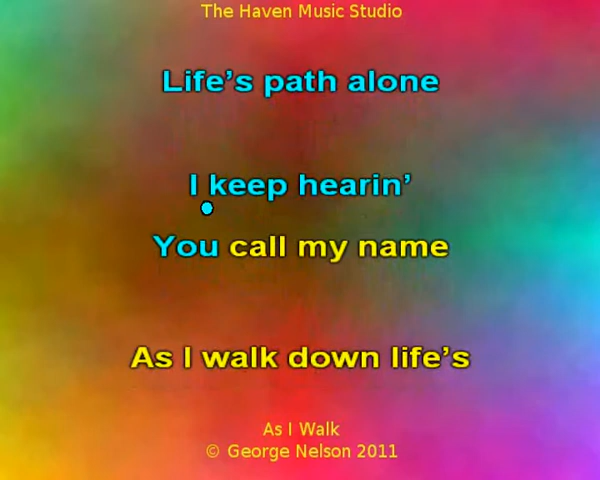 The Haven Music Studio
Life’s path alone
I keep hearin’
You call my name
As I walk down life’s
As I Walk
© George Nelson 2011